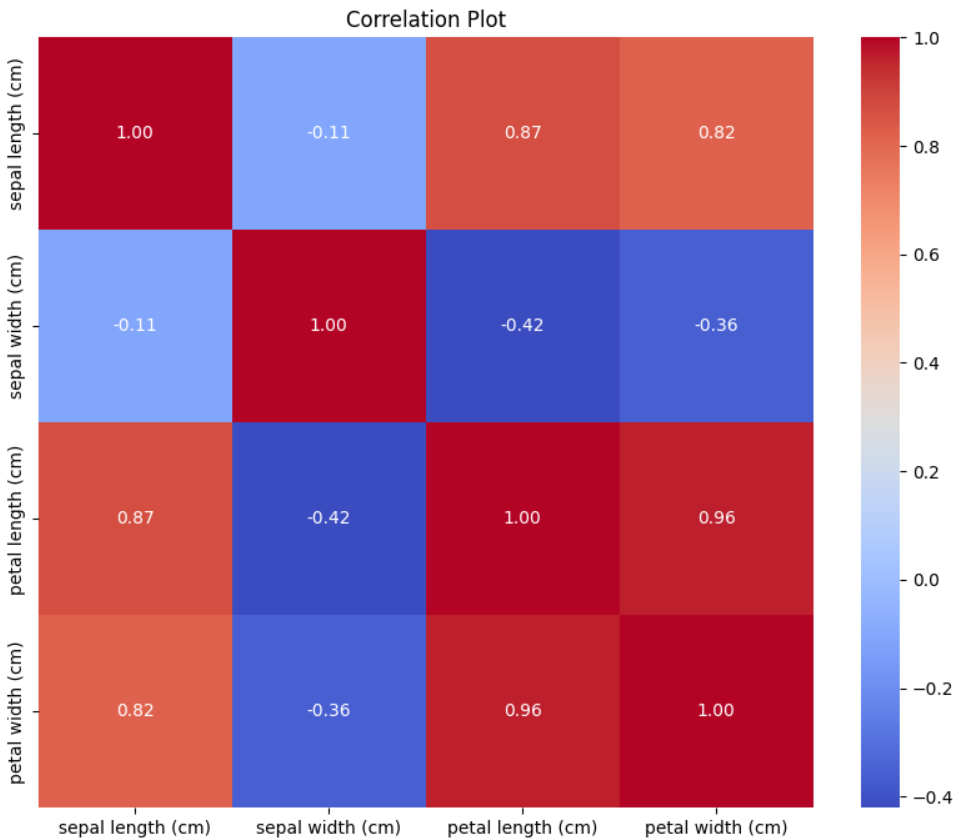 Correlation Plot
sepal length (cm)
1.00 -0.11 0.87 0.82
sepal width (cm)
-0.11 1.00 -0.42 -0.36
petal length (cm)
0.87 -0.42 1.00 0.96
petal width (cm)
0.82 -0.36 0.96 1.00
sepal length (cm) sepal width (cm) petal length (cm) petal width (cm)
1.0
0.8
0.6
0.4
0.2
0.0
−0.2
−0.4